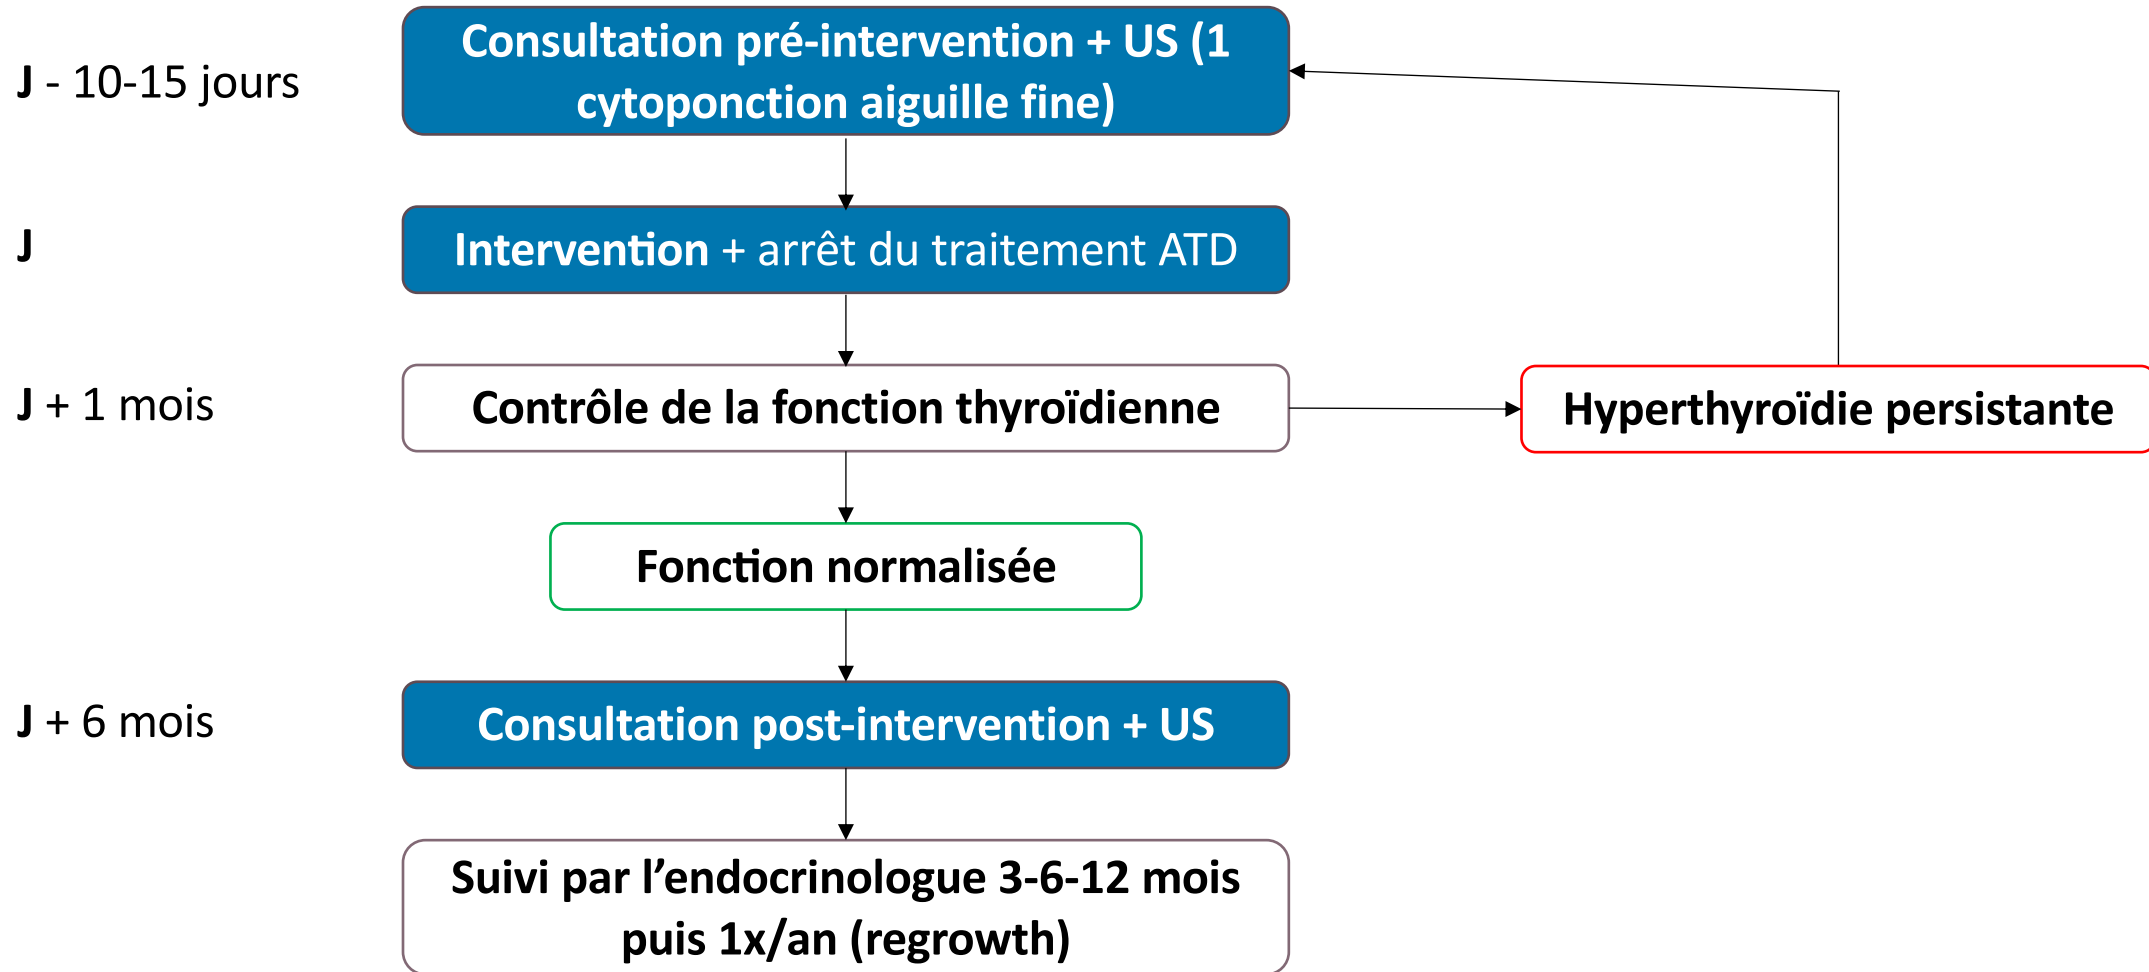 J - 10-15 jours
Consultation pré-intervention + US (1
cytoponction aiguille fine)
J
Intervention + arrêt du traitement ATD
J + 1 mois
Contrôle de la fonction thyroïdienne
Hyperthyroïdie persistante
Fonction normalisée
J + 6 mois
Consultation post-intervention + US
Suivi par l’endocrinologue 3-6-12 mois
puis 1x/an (regrowth)